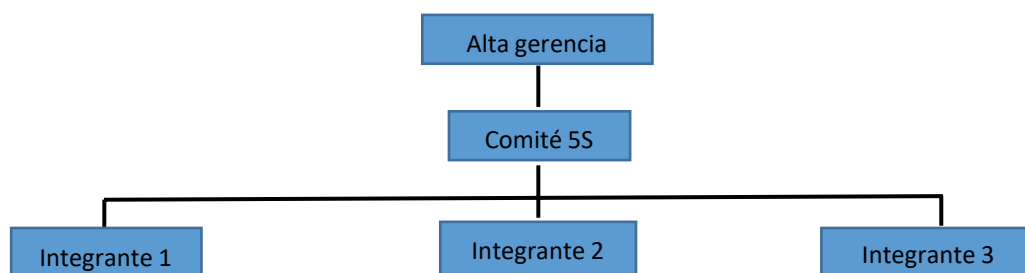 Alta gerencia
Comité 5S
Integrante 1
Integrante 2
Integrante 3